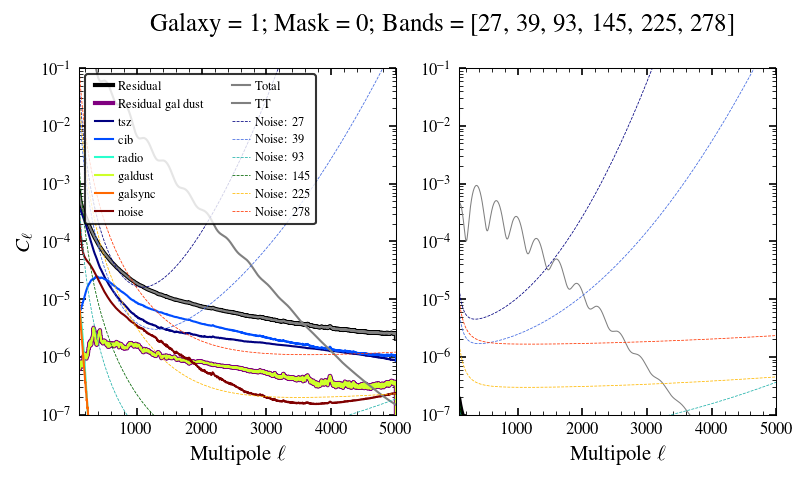 Galaxy = 1; Mask = 0; Bands = [27, 39, 93, 145, 225, 278]
Residual
Residual gal dust
tsz
cib
radio
galdust
galsync
noise
Total
TT
Noise: 27
Noise: 39
Noise: 93
Noise: 145
Noise: 225
Noise: 278
C_ℓ
10^{-1}
10^{-2}
10^{-3}
10^{-4}
10^{-5}
10^{-6}
10^{-7}
1000 2000 3000 4000 5000
Multipole ℓ
10^{-1}
10^{-2}
10^{-3}
10^{-4}
10^{-5}
10^{-6}
10^{-7}
1000 2000 3000 4000 5000
Multipole ℓ